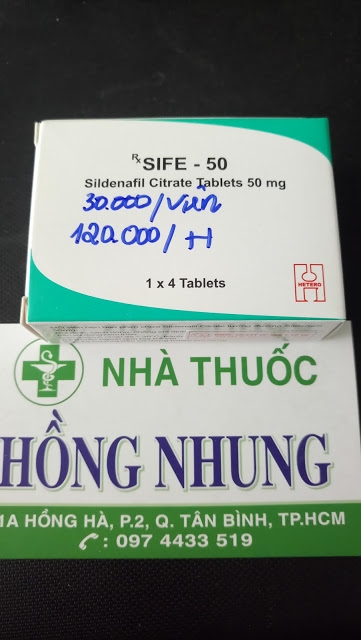 Rx SIFE - 50
Sildenafil Citrate Tablets 50 mg
30.000/Viên
120.000/H
1 x 4 Tablets
HETERO
NHÀ THUỐC
HỒNG NHUNG
1A HỒNG HÀ, P.2, Q. TÂN BÌNH, TP.HCM
: 097 4433 519